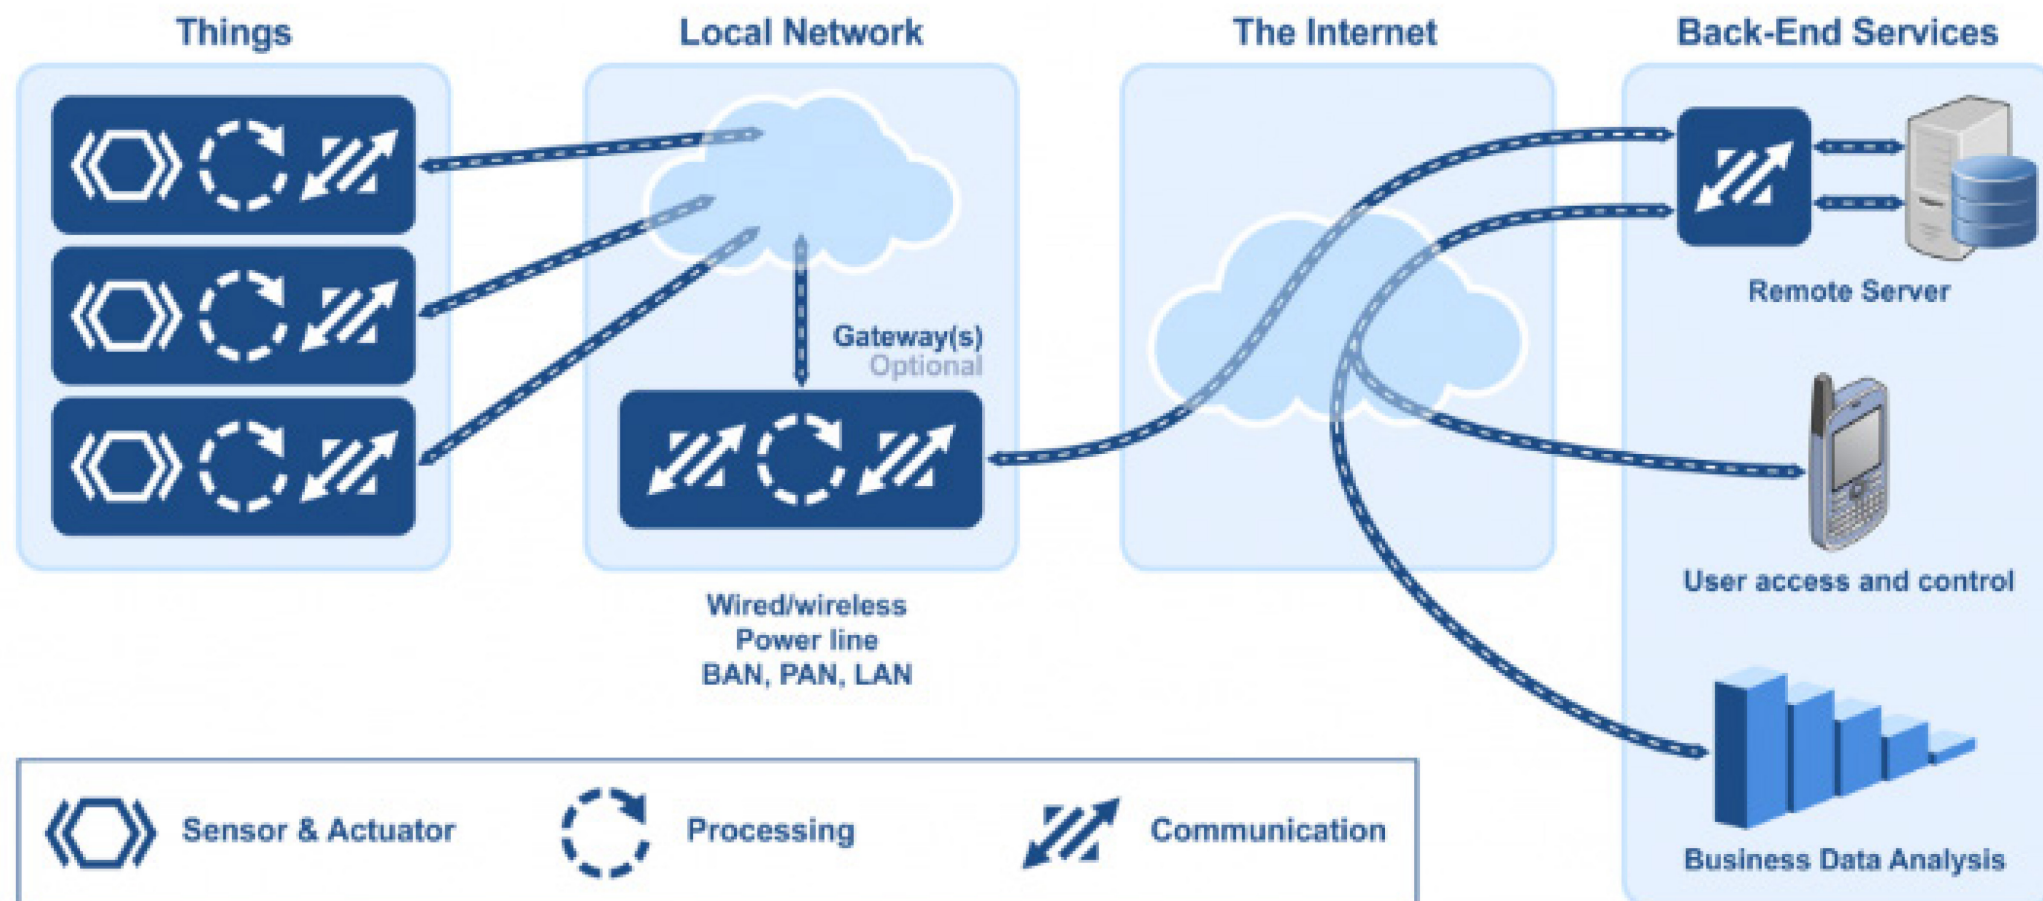 Things
Local Network
The Internet
Back-End Services
Gateway(s)
Optional
Remote Server
User access and control
Wired/wireless
Power line
BAN, PAN, LAN
Business Data Analysis
Sensor & Actuator
Processing
Communication